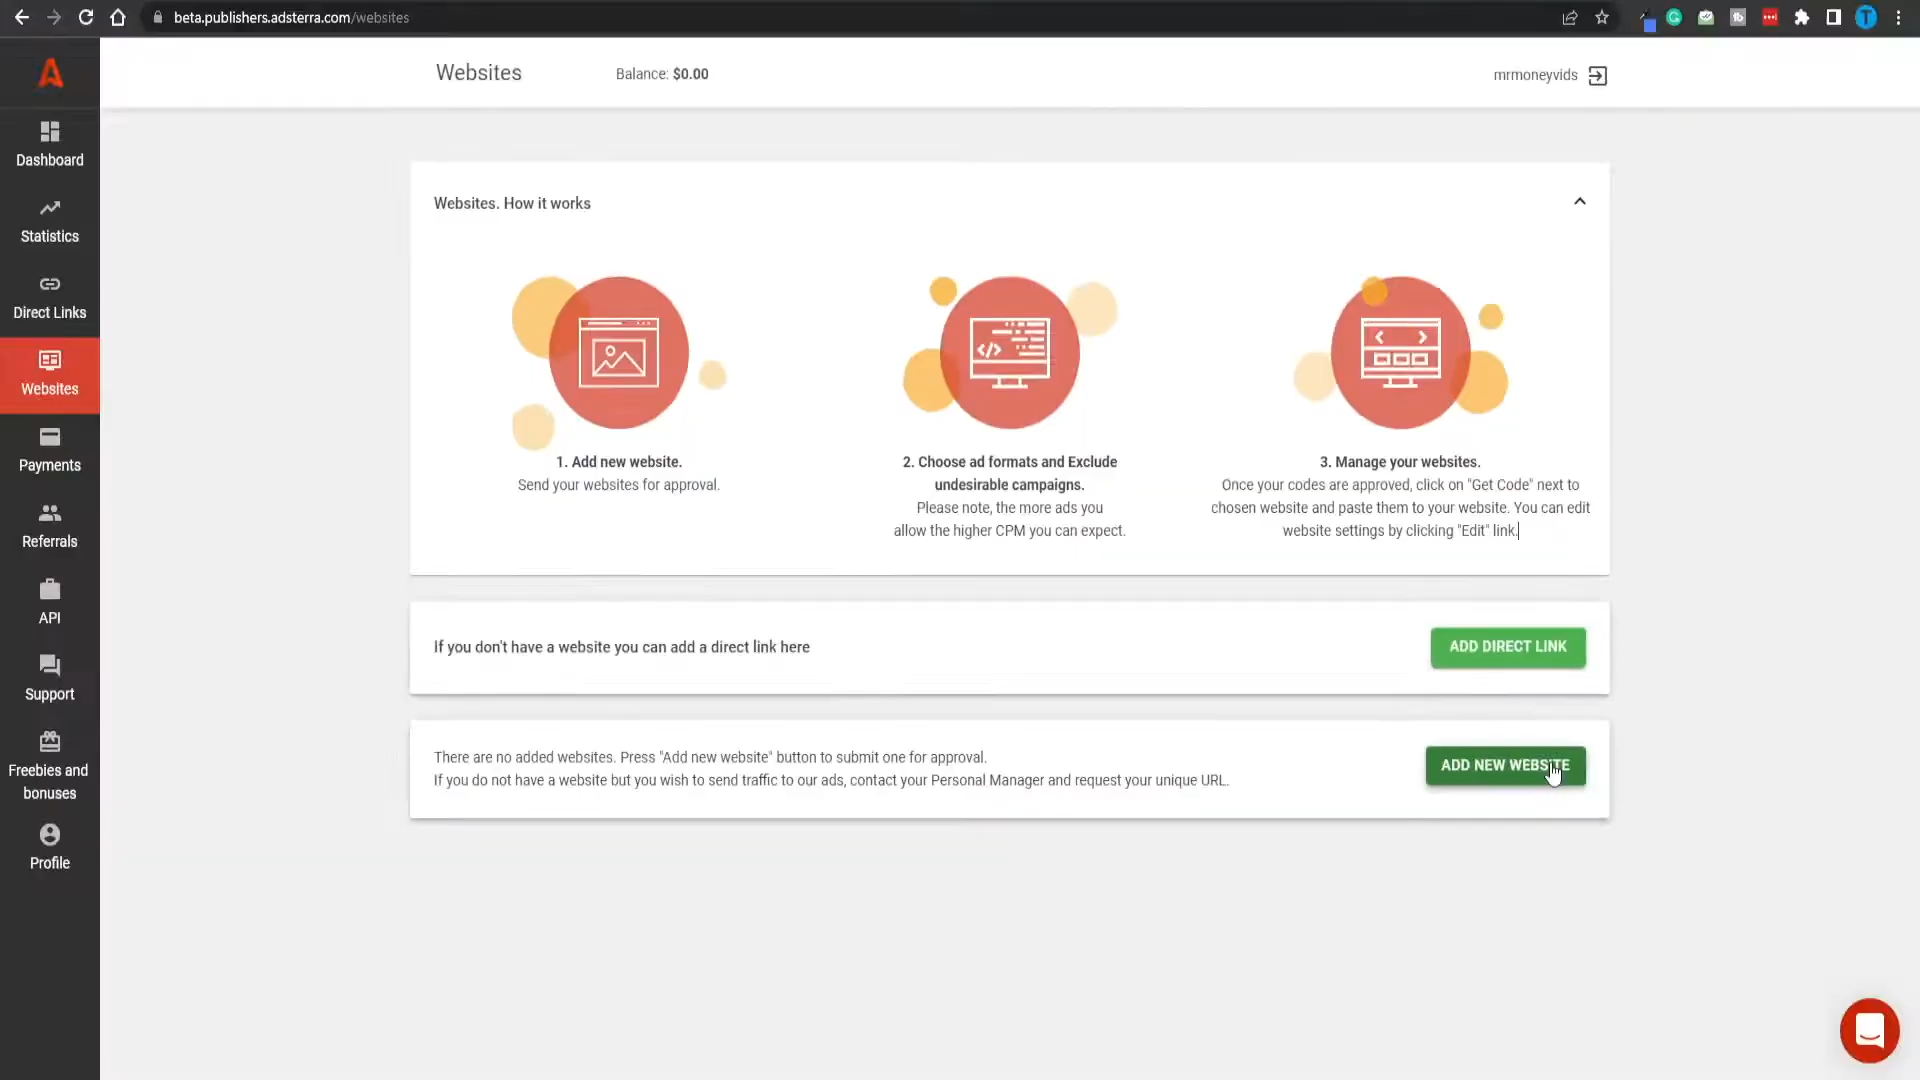 beta.publishers.adsterra.com/websites
Websites
Balance: $0.00
mrmoneyvids
Dashboard
Statistics
Direct Links
Websites
Payments
Referrals
API
Support
Freebies and
bonuses
Profile
Websites. How it works
1. Add new website.
Send your websites for approval.
2. Choose ad formats and Exclude
undesirable campaigns.
Please note, the more ads you
allow the higher CPM you can expect.
3. Manage your websites.
Once your codes are approved, click on "Get Code" next to
chosen website and paste them to your website. You can edit
website settings by clicking "Edit" link.
If you don't have a website you can add a direct link here
ADD DIRECT LINK
There are no added websites. Press "Add new website" button to submit one for approval.
If you do not have a website but you wish to send traffic to our ads, contact your Personal Manager and request your unique URL.
ADD NEW WEBSITE